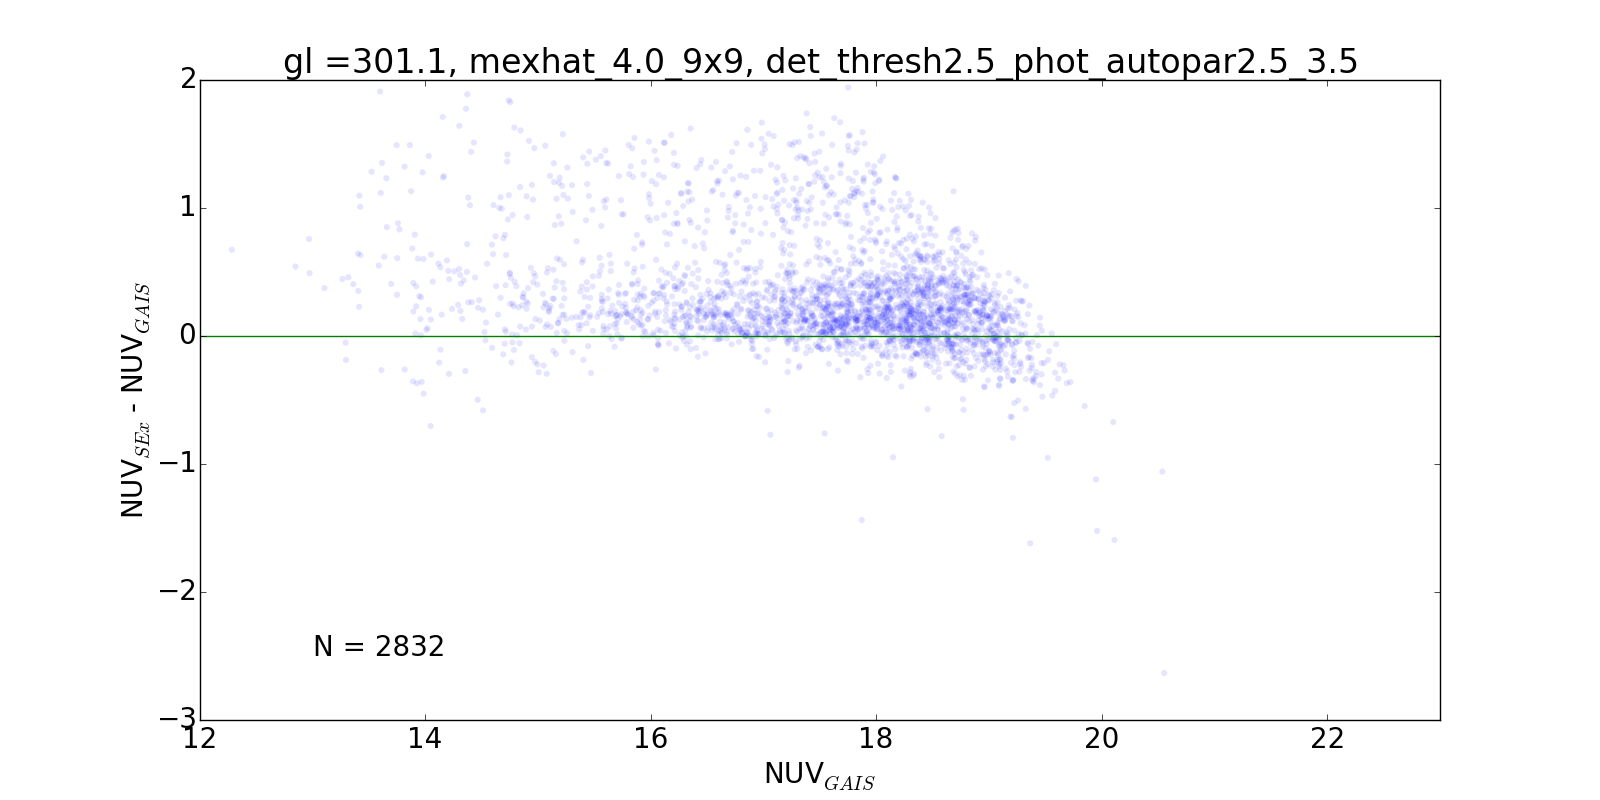 gl =301.1, mexhat_4.0_9x9, det_thresh2.5_phot_autopar2.5_3.5
2
1
0
−1
−2
−3
NUV_SEx - NUV_GAIS
N = 2832
12 14 16 18 20 22
NUV_GAIS